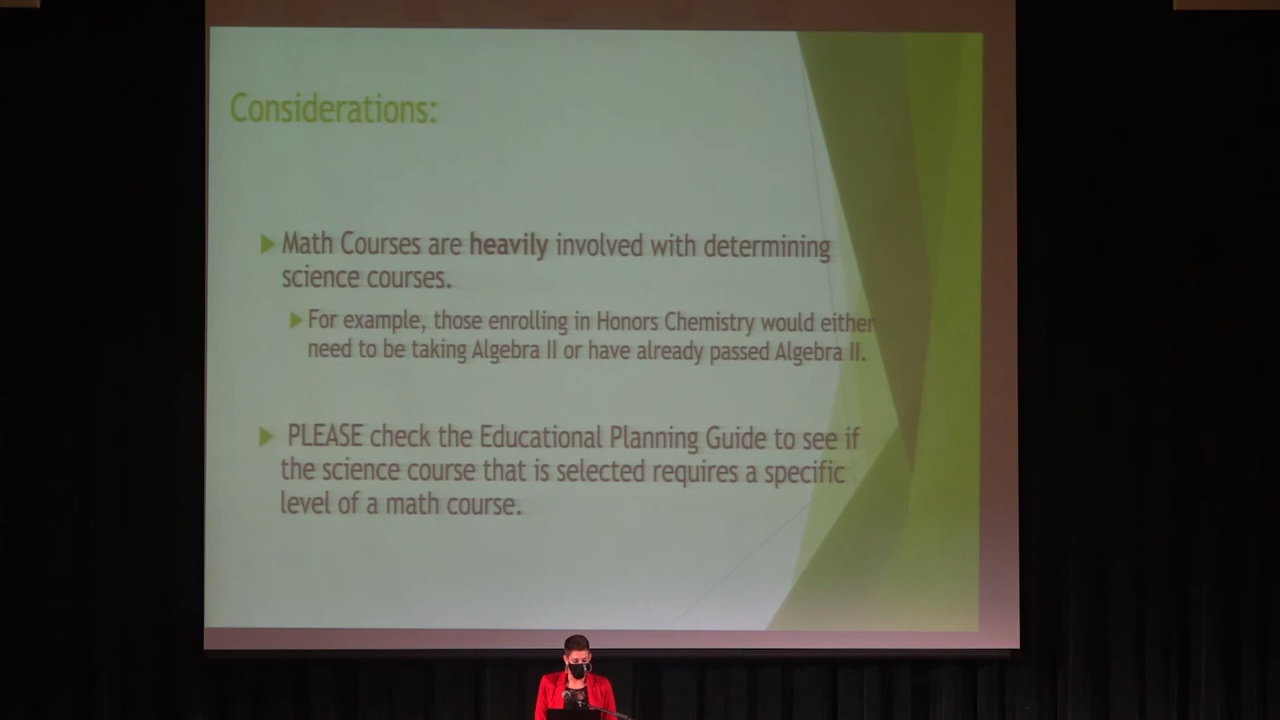 Considerations:
Math Courses are heavily involved with determining
science courses.
For example, those enrolling in Honors Chemistry would either
need to be taking Algebra II or have already passed Algebra II.
PLEASE check the Educational Planning Guide to see if
the science course that is selected requires a specific
level of a math course.